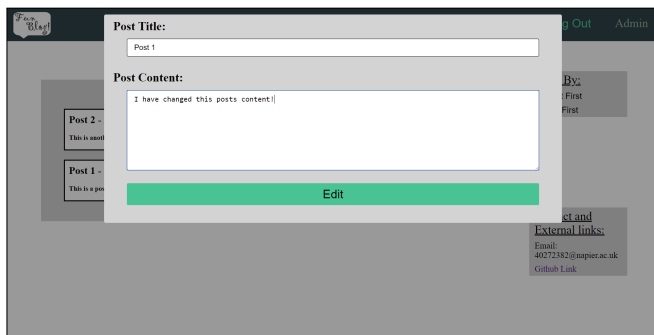 Fun
Blog!
g Out
Admin
Post Title:
Post 1
Post Content:
I have changed this posts content!
Edit
Post 2 -
This is anoth
Post 1 -
This is a pos
By:
First
First
ct and
External links:
Email:
40272382@napier.ac.uk
Github Link